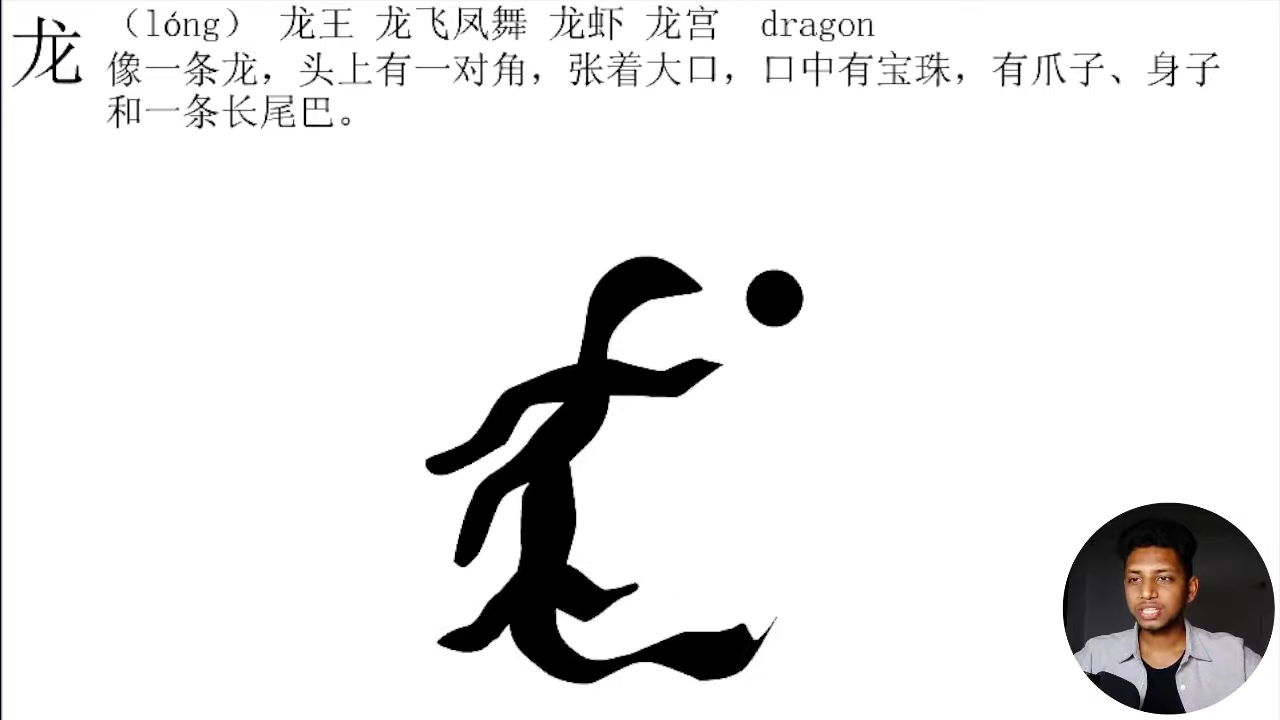 龙 （lóng） 龙王 龙飞凤舞 龙虾 龙宫 dragon
像一条龙，头上有一对角，张着大口，口中有宝珠，有爪子、身子
和一条长尾巴。